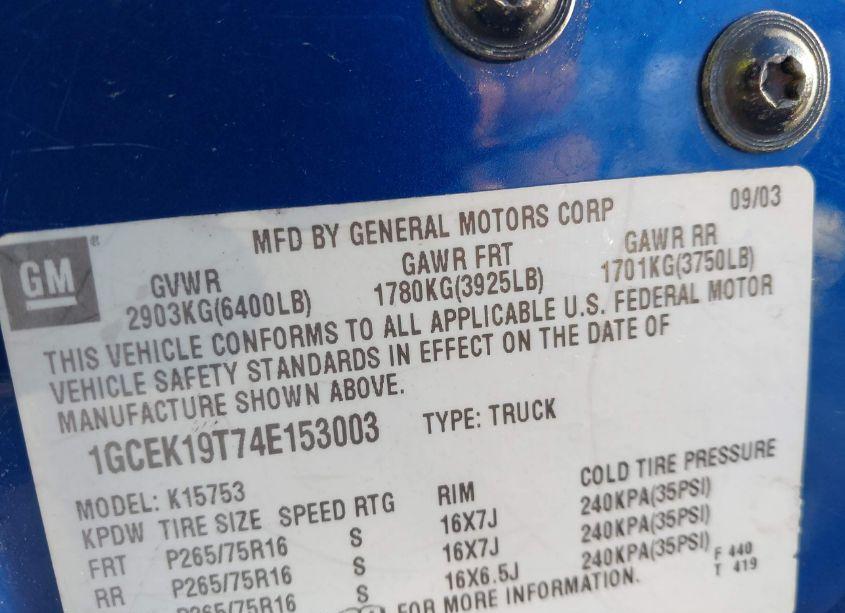 09/03
MFD BY GENERAL MOTORS CORP
GM
®
GVWR GAWR FRT GAWR RR
2903KG(6400LB) 1780KG(3925LB) 1701KG(3750LB)
THIS VEHICLE CONFORMS TO ALL APPLICABLE U.S. FEDERAL MOTOR
VEHICLE SAFETY STANDARDS IN EFFECT ON THE DATE OF
MANUFACTURE SHOWN ABOVE.
1GCEK19T74E153003 TYPE: TRUCK
MODEL: K15753
KPDW TIRE SIZE SPEED RTG RIM COLD TIRE PRESSURE
FRT P265/75R16 S 16X7J 240KPA(35PSI)
RR P265/75R16 S 16X7J 240KPA(35PSI)
P265/75R16 S 16X6.5J 240KPA(35PSI)
F 440
T 419
FOR MORE INFORMATION.